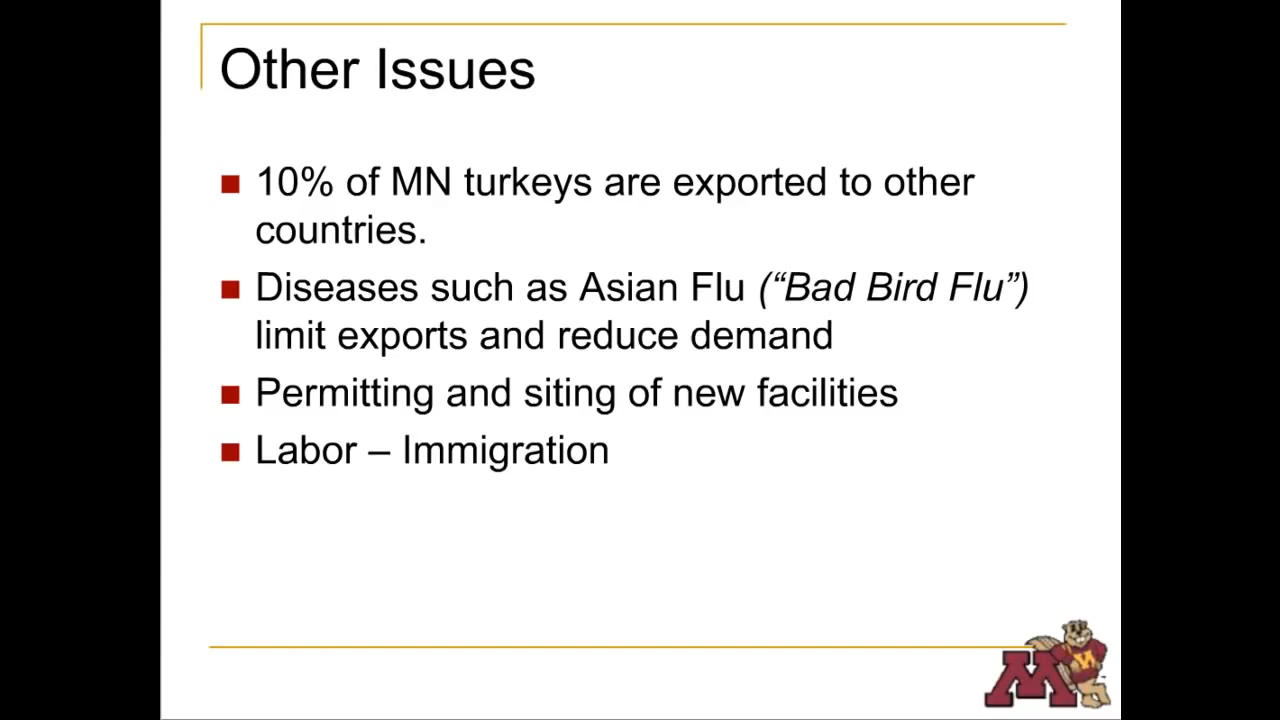 Other Issues
10% of MN turkeys are exported to other
countries.
Diseases such as Asian Flu (“Bad Bird Flu”)
limit exports and reduce demand
Permitting and siting of new facilities
Labor – Immigration
M